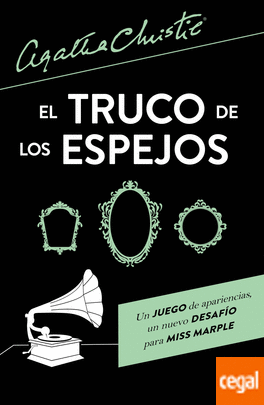 Agatha Christie®
EL TRUCO DE
LOS ESPEJOS
Un JUEGO de apariencias,
un nuevo DESAFÍO
para MISS MARPLE
cegal